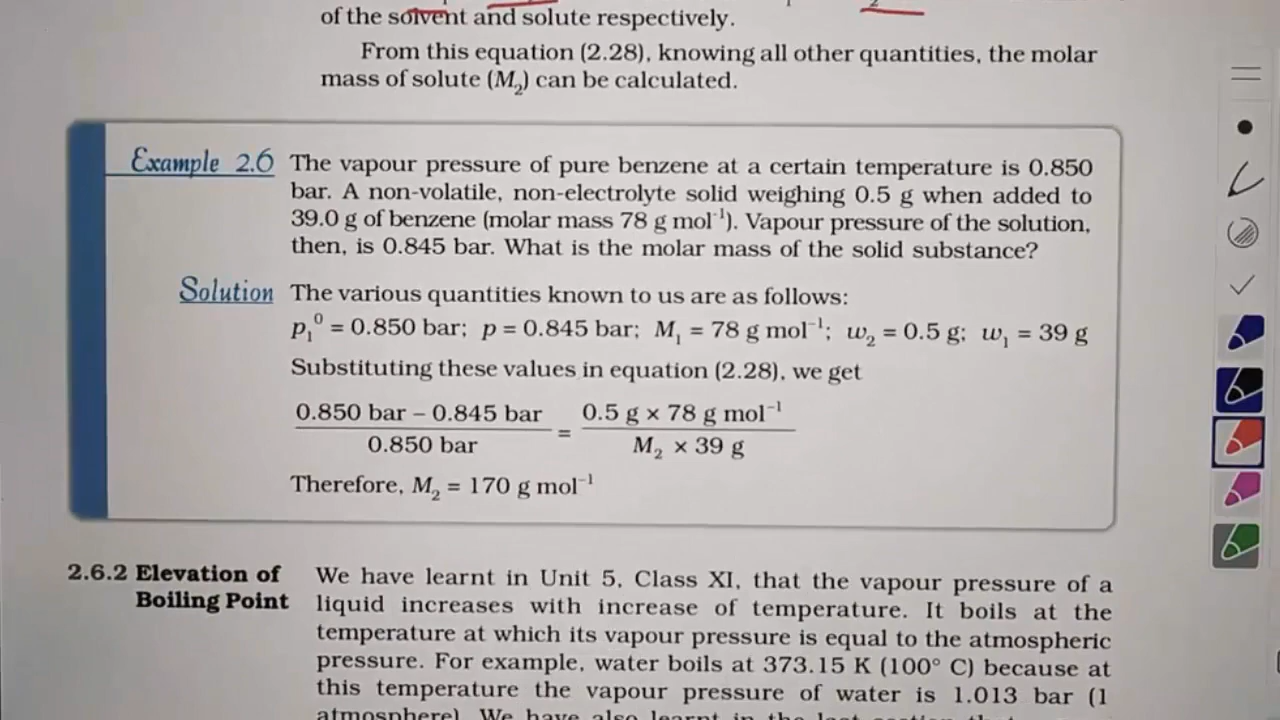 of the solvent and solute respectively.
From this equation (2.28), knowing all other quantities, the molar
mass of solute (M₂) can be calculated.
Example 2.6 The vapour pressure of pure benzene at a certain temperature is 0.850
bar. A non-volatile, non-electrolyte solid weighing 0.5 g when added to
39.0 g of benzene (molar mass 78 g mol⁻¹). Vapour pressure of the solution,
then, is 0.845 bar. What is the molar mass of the solid substance?
Solution The various quantities known to us are as follows:
p₁⁰ = 0.850 bar; p = 0.845 bar; M₁ = 78 g mol⁻¹; w₂ = 0.5 g; w₁ = 39 g
Substituting these values in equation (2.28), we get
0.850 bar – 0.845 bar
0.850 bar
=
0.5 g × 78 g mol⁻¹
M₂ × 39 g
Therefore, M₂ = 170 g mol⁻¹
2.6.2 Elevation of
Boiling Point
We have learnt in Unit 5, Class XI, that the vapour pressure of a
liquid increases with increase of temperature. It boils at the
temperature at which its vapour pressure is equal to the atmospheric
pressure. For example, water boils at 373.15 K (100° C) because at
this temperature the vapour pressure of water is 1.013 bar (1
atmosphere). We have also learnt in the last section that